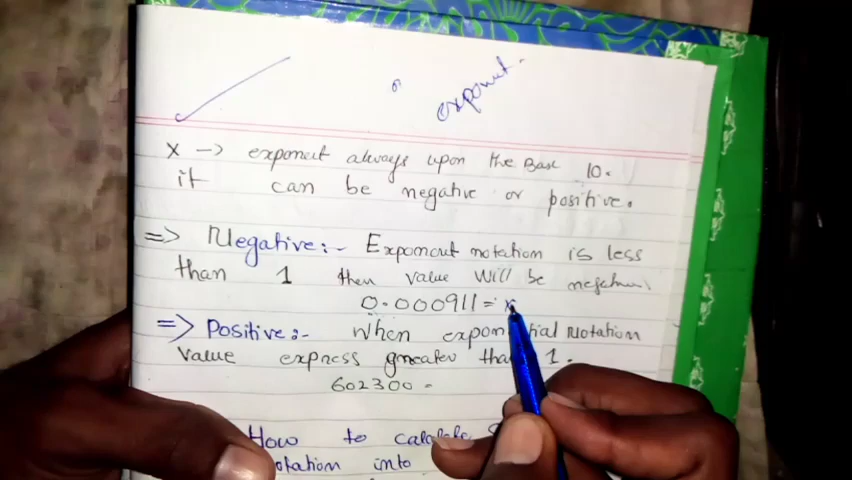 exponent.
x → exponent always upon the Base 10.
it can be negative or positive.
⇒ Negative:- Exponent notation is less
than 1 then value will be
0.000911 = x
⇒ Positive:- When exponential Notation
value express greater than 1.
602300.
How to
notation into